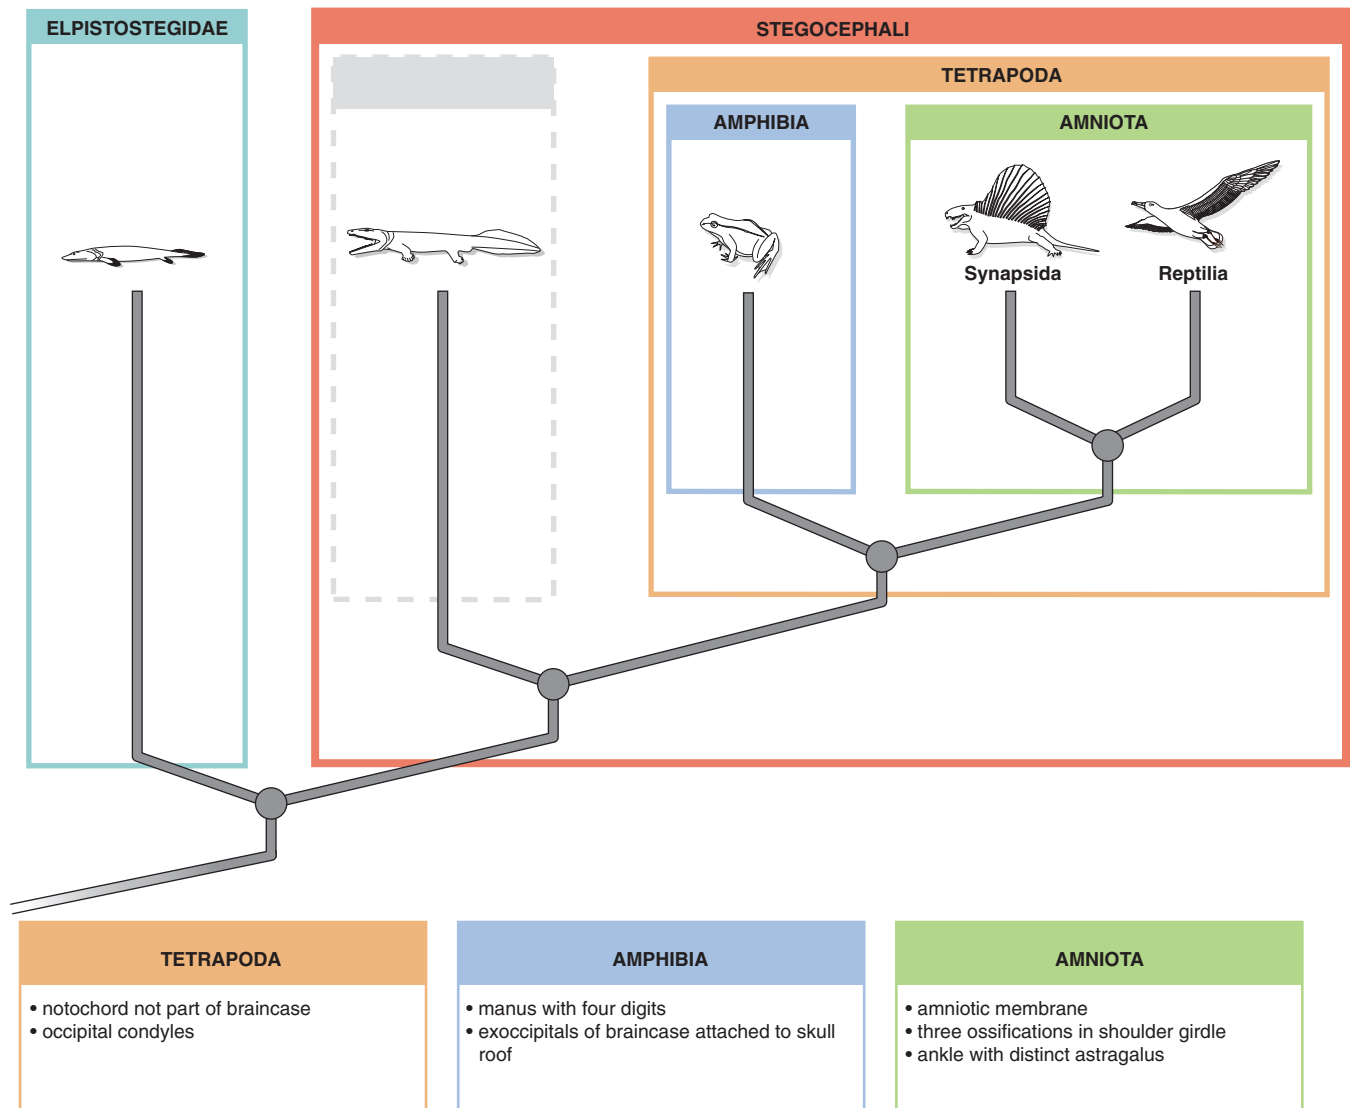 ELPISTOSTEGIDAE
STEGOCEPHALI
TETRAPODA
AMPHIBIA
AMNIOTA
Synapsida
Reptilia
TETRAPODA
• notochord not part of braincase
• occipital condyles
AMPHIBIA
• manus with four digits
• exoccipitals of braincase attached to skull
roof
AMNIOTA
• amniotic membrane
• three ossifications in shoulder girdle
• ankle with distinct astragalus